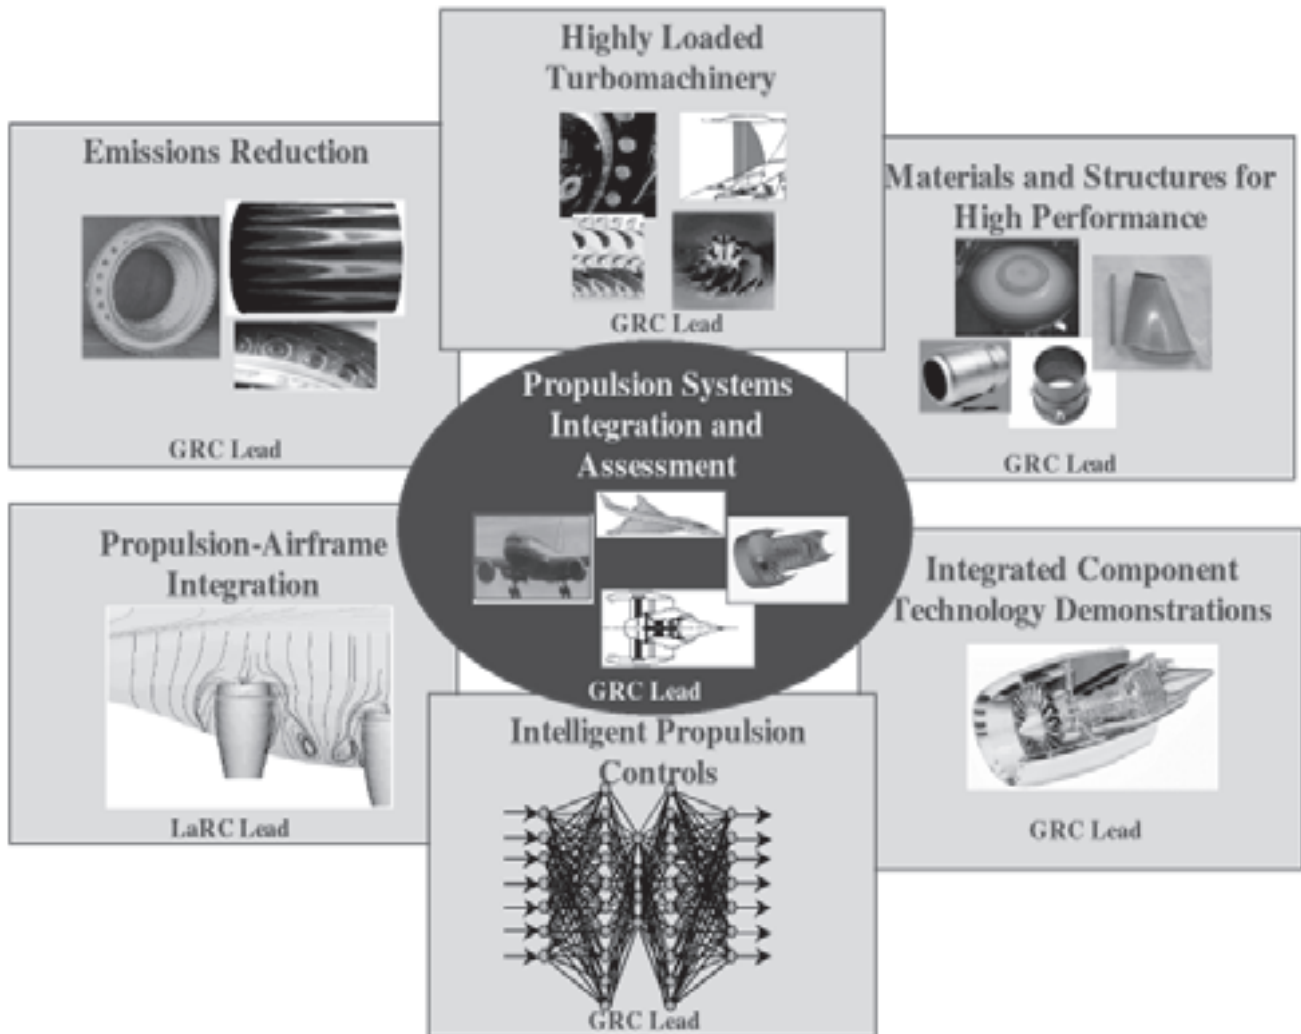 Highly Loaded
Turbomachinery
GRC Lead
Emissions Reduction
GRC Lead
Materials and Structures for
High Performance
GRC Lead
Propulsion Systems
Integration and
Assessment
GRC Lead
Propulsion-Airframe
Integration
LaRC Lead
Integrated Component
Technology Demonstrations
GRC Lead
Intelligent Propulsion
Controls
GRC Lead